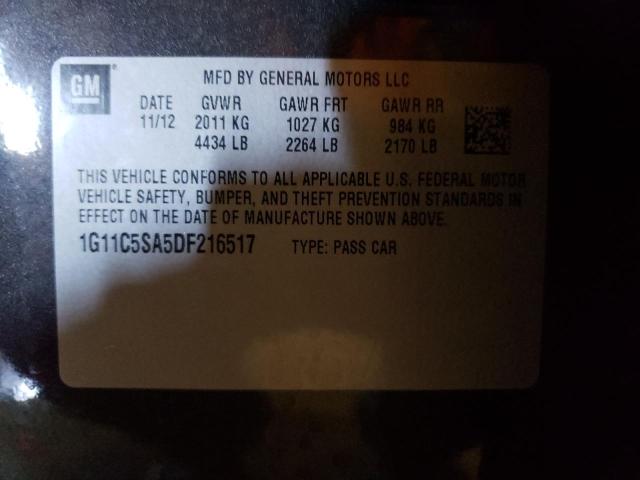 GM ®
MFD BY GENERAL MOTORS LLC
DATE GVWR GAWR FRT GAWR RR
11/12 2011 KG 1027 KG 984 KG
4434 LB 2264 LB 2170 LB
THIS VEHICLE CONFORMS TO ALL APPLICABLE U.S. FEDERAL MOTOR
VEHICLE SAFETY, BUMPER, AND THEFT PREVENTION STANDARDS IN
EFFECT ON THE DATE OF MANUFACTURE SHOWN ABOVE.
1G11C5SA5DF216517 TYPE: PASS CAR